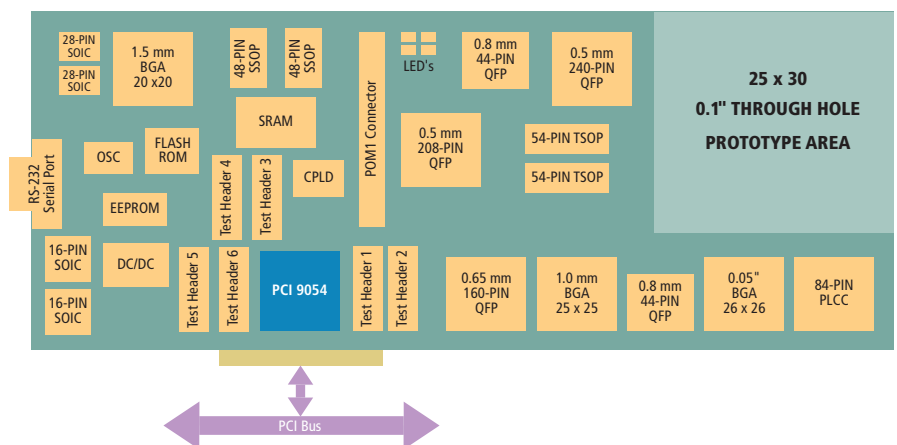 28-PIN
SOIC
28-PIN
SOIC
1.5 mm
BGA
20 x20
48-PIN
SSOP
48-PIN
SSOP
POM1 Connector
LED's
0.8 mm
44-PIN
QFP
0.5 mm
240-PIN
QFP
25 x 30
0.1" THROUGH HOLE
PROTOTYPE AREA
SRAM
0.5 mm
208-PIN
QFP
54-PIN TSOP
54-PIN TSOP
RS-232
Serial Port
OSC
FLASH
ROM
Test Header 4
Test Header 3
CPLD
EEPROM
16-PIN
SOIC
16-PIN
SOIC
DC/DC
Test Header 5
Test Header 6
PCI 9054
Test Header 1
Test Header 2
0.65 mm
160-PIN
QFP
1.0 mm
BGA
25 x 25
0.8 mm
44-PIN
QFP
0.05"
BGA
26 x 26
84-PIN
PLCC
PCI Bus